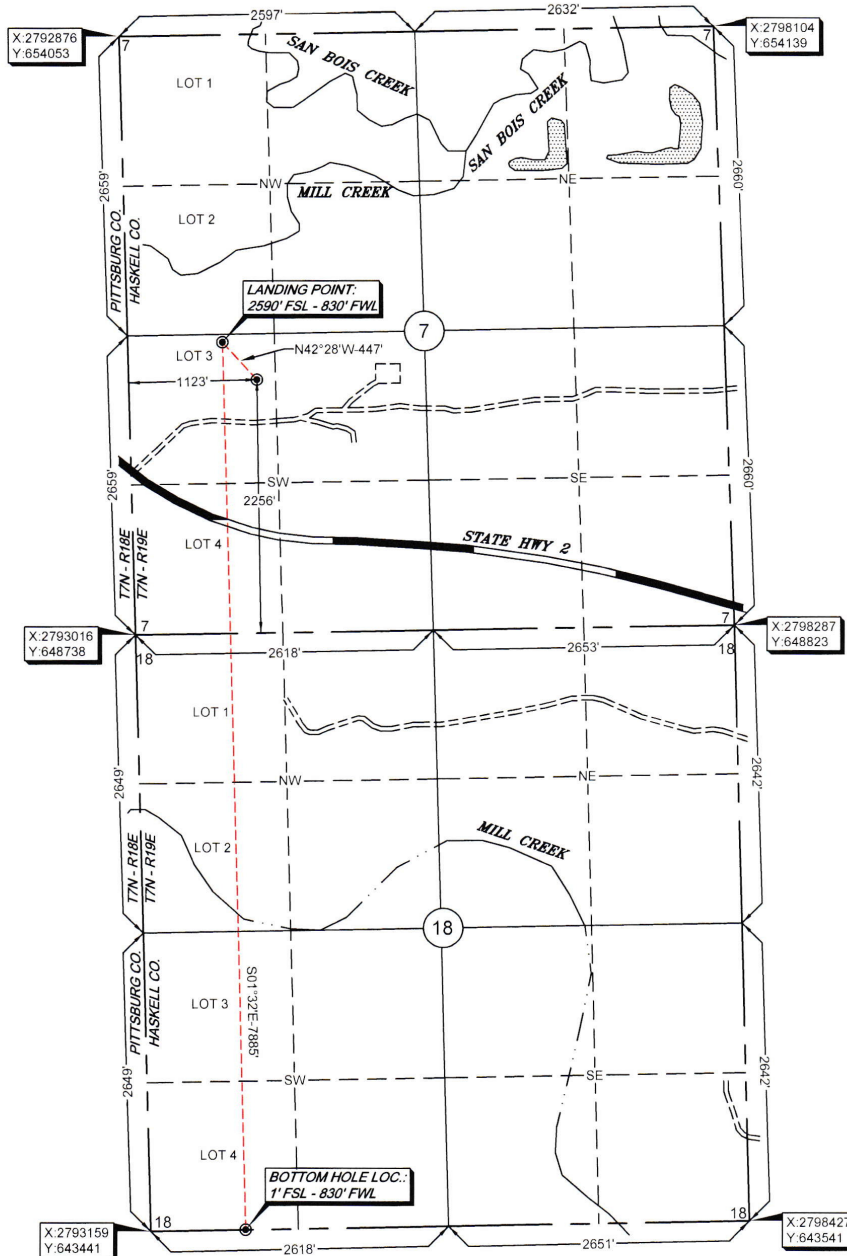 2597'
2632'
X:2792876
Y:654053
X:2798104
Y:654139
7
7
LOT 1
SAN BOIS CREEK
SAN BOIS CREEK
NW
NE
MILL CREEK
2659'
2660'
LOT 2
PITTSBURG CO.
HASKELL CO.
LANDING POINT:
2590' FSL - 830' FWL
7
LOT 3
N42°28'W-447'
1123'
2659'
SW
SE
2660'
2256'
LOT 4
STATE HWY 2
T7N - R18E
T7N - R19E
7
7
X:2793016
Y:648738
X:2798287
Y:648823
18
18
2618'
2653'
LOT 1
NW
NE
2649'
2642'
LOT 2
MILL CREEK
T7N - R18E
T7N - R19E
18
PITTSBURG CO.
HASKELL CO.
LOT 3
S01°32'E-7885'
SW
SE
2649'
2642'
LOT 4
BOTTOM HOLE LOC.:
1' FSL - 830' FWL
18
18
X:2793159
Y:643441
X:2798427
Y:643541
2618'
2651'